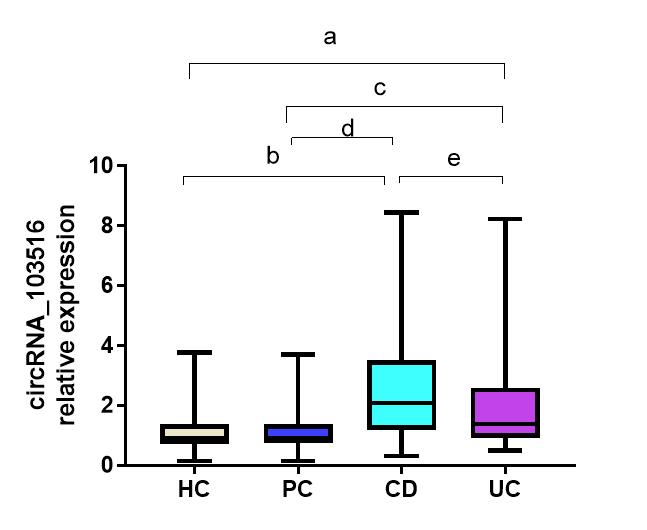 a
c
d
b
e
10
8
6
4
2
0
circRNA_103516
relative expression
HC PC CD UC